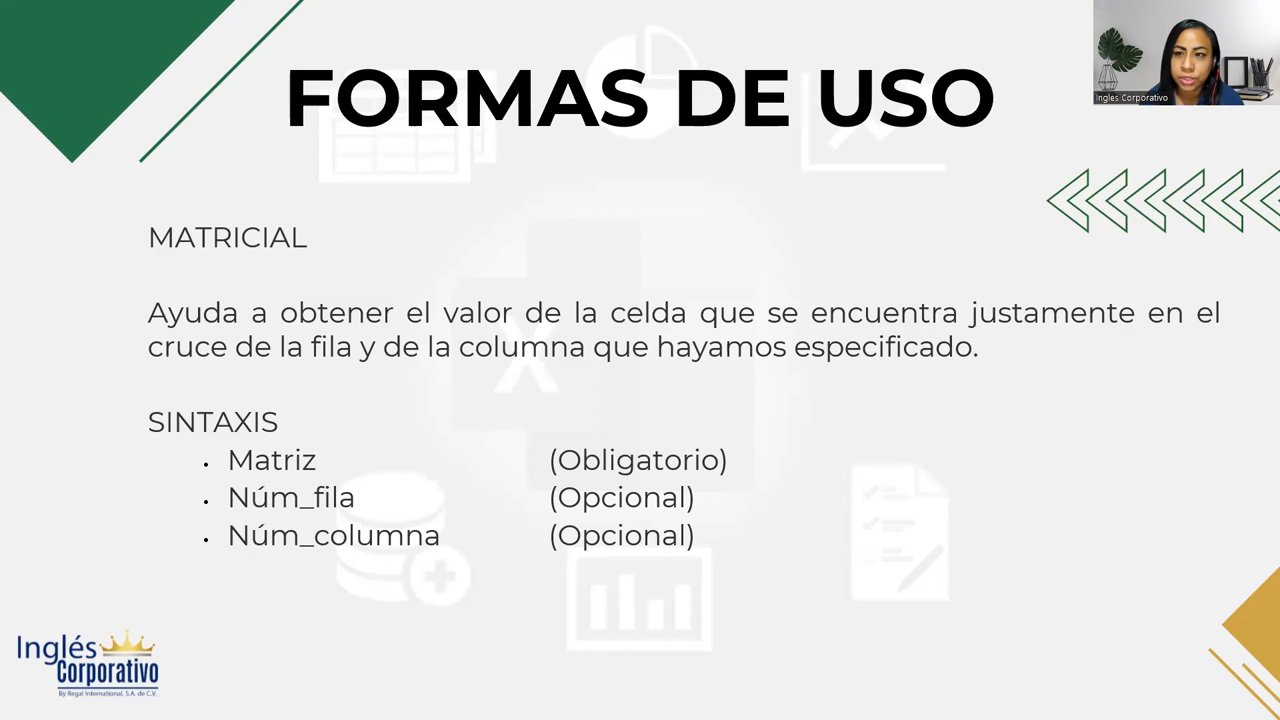 FORMAS DE USO
Ingles Corporativo
MATRICIAL
Ayuda a obtener el valor de la celda que se encuentra justamente en el
cruce de la fila y de la columna que hayamos especificado.
SINTAXIS
• Matriz (Obligatorio)
• Núm_fila (Opcional)
• Núm_columna (Opcional)
X
Inglés
Corporativo
By Regal International, S.A. de C.V.